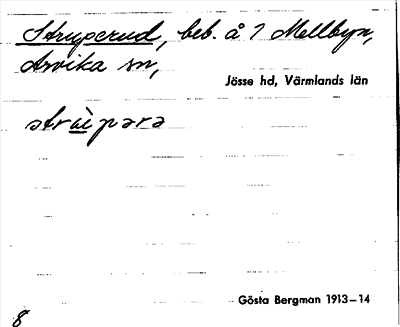 Struperud, beb. å 1 Mellbyn,
Arvika sn,
Jösse hd, Värmlands län
Gösta Bergman 1913–14
8